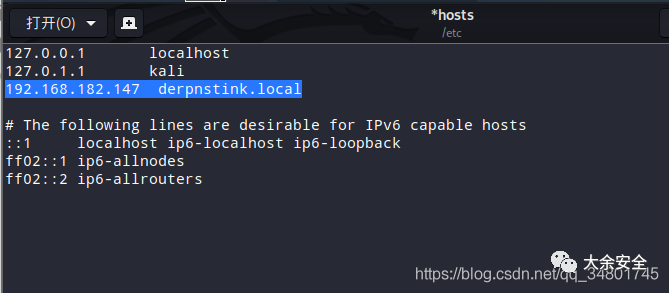 打开(O)
*hosts
/etc
127.0.0.1 localhost
127.0.1.1 kali
192.168.182.147 derpnstink.local
# The following lines are desirable for IPv6 capable hosts
::1 localhost ip6-localhost ip6-loopback
ff02::1 ip6-allnodes
ff02::2 ip6-allrouters
大余安全
https://blog.csdn.net/qq_34801745